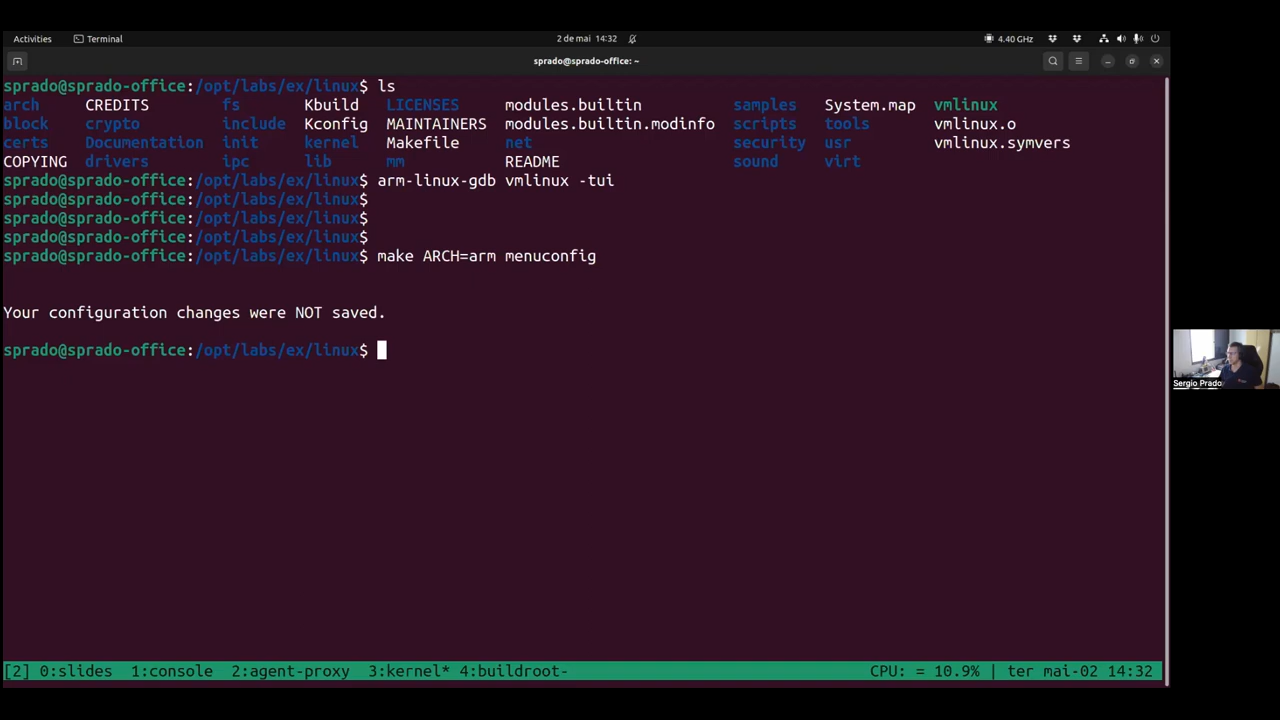 Activities Terminal 2 de mai 14:32 4.40 GHz
sprado@sprado-office: ~
sprado@sprado-office:/opt/labs/ex/linux$ ls
arch CREDITS fs Kbuild LICENSES modules.builtin samples System.map vmlinux
block crypto include Kconfig MAINTAINERS modules.builtin.modinfo scripts tools vmlinux.o
certs Documentation init kernel Makefile net security usr vmlinux.symvers
COPYING drivers ipc lib mm README sound virt
sprado@sprado-office:/opt/labs/ex/linux$ arm-linux-gdb vmlinux -tui
sprado@sprado-office:/opt/labs/ex/linux$
sprado@sprado-office:/opt/labs/ex/linux$
sprado@sprado-office:/opt/labs/ex/linux$
sprado@sprado-office:/opt/labs/ex/linux$ make ARCH=arm menuconfig
Your configuration changes were NOT saved.
sprado@sprado-office:/opt/labs/ex/linux$
Sergio Prado
[2] 0:slides 1:console 2:agent-proxy 3:kernel* 4:buildroot- CPU: = 10.9% | ter mai-02 14:32